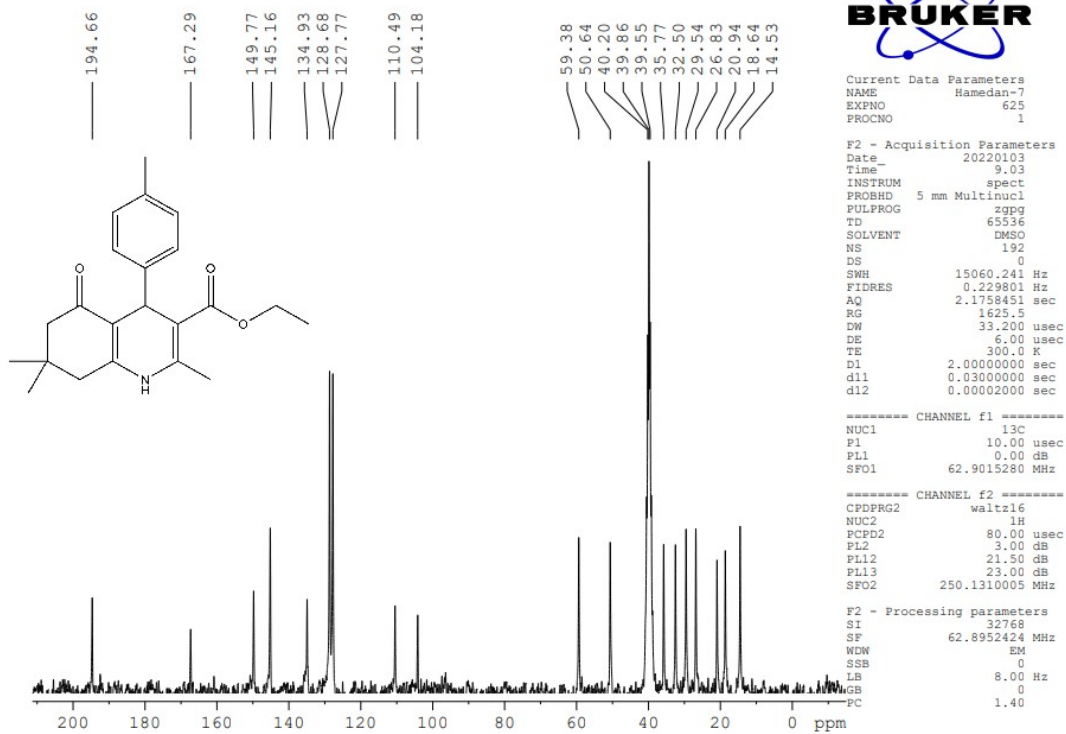 194.66
167.29
149.77
145.16
134.93
128.68
127.77
110.49
104.18
59.38
50.64
40.20
39.86
39.55
35.77
32.50
29.54
26.83
20.94
18.64
14.53
BRUKER
Current Data Parameters
NAME Hamedan-7
EXPNO 625
PROCNO 1
F2 - Acquisition Parameters
Date_ 20220103
Time 9.03
INSTRUM spect
PROBHD 5 mm Multinucl
PULPROG zgpg
TD 65536
SOLVENT DMSO
NS 192
DS 0
SWH 15060.241 Hz
FIDRES 0.229801 Hz
AQ 2.1758451 sec
RG 1625.5
DW 33.200 usec
DE 6.00 usec
TE 300.0 K
D1 2.00000000 sec
d11 0.03000000 sec
d12 0.00002000 sec
======== CHANNEL f1 ========
NUC1 13C
P1 10.00 usec
PL1 0.00 dB
SFO1 62.9015280 MHz
======== CHANNEL f2 ========
CPDPRG2 waltz16
NUC2 1H
PCPD2 80.00 usec
PL2 3.00 dB
PL12 21.50 dB
PL13 23.00 dB
SFO2 250.1310005 MHz
F2 - Processing parameters
SI 32768
SF 62.8952424 MHz
WDW EM
SSB 0
LB 8.00 Hz
GB 0
PC 1.40
O
O
O
N
H
200 180 160 140 120 100 80 60 40 20 0 ppm